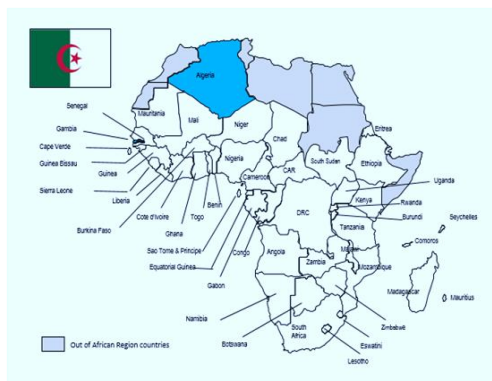 Algeria
Senegal
Mauritania
Mali
Niger
Eritrea
Gambia
Chad
Cape Verde
Nigeria
South Sudan
Ethiopia
Guinea Bissau
Guinea
Cameroon
CAR
Uganda
Sierra Leone
Liberia
Benin
Kenya
Rwanda
Cote d'Ivoire
Togo
DRC
Burundi
Seychelles
Burkina Faso
Ghana
Tanzania
Sao Tome & Principe
Congo
Angola
Comoros
Equatorial Guinea
Zambia
Mozambique
Gabon
Madagascar
Mauritius
Namibia
Zimbabwe
Botswana
South
Africa
Eswatini
Out of African Region countries
Lesotho